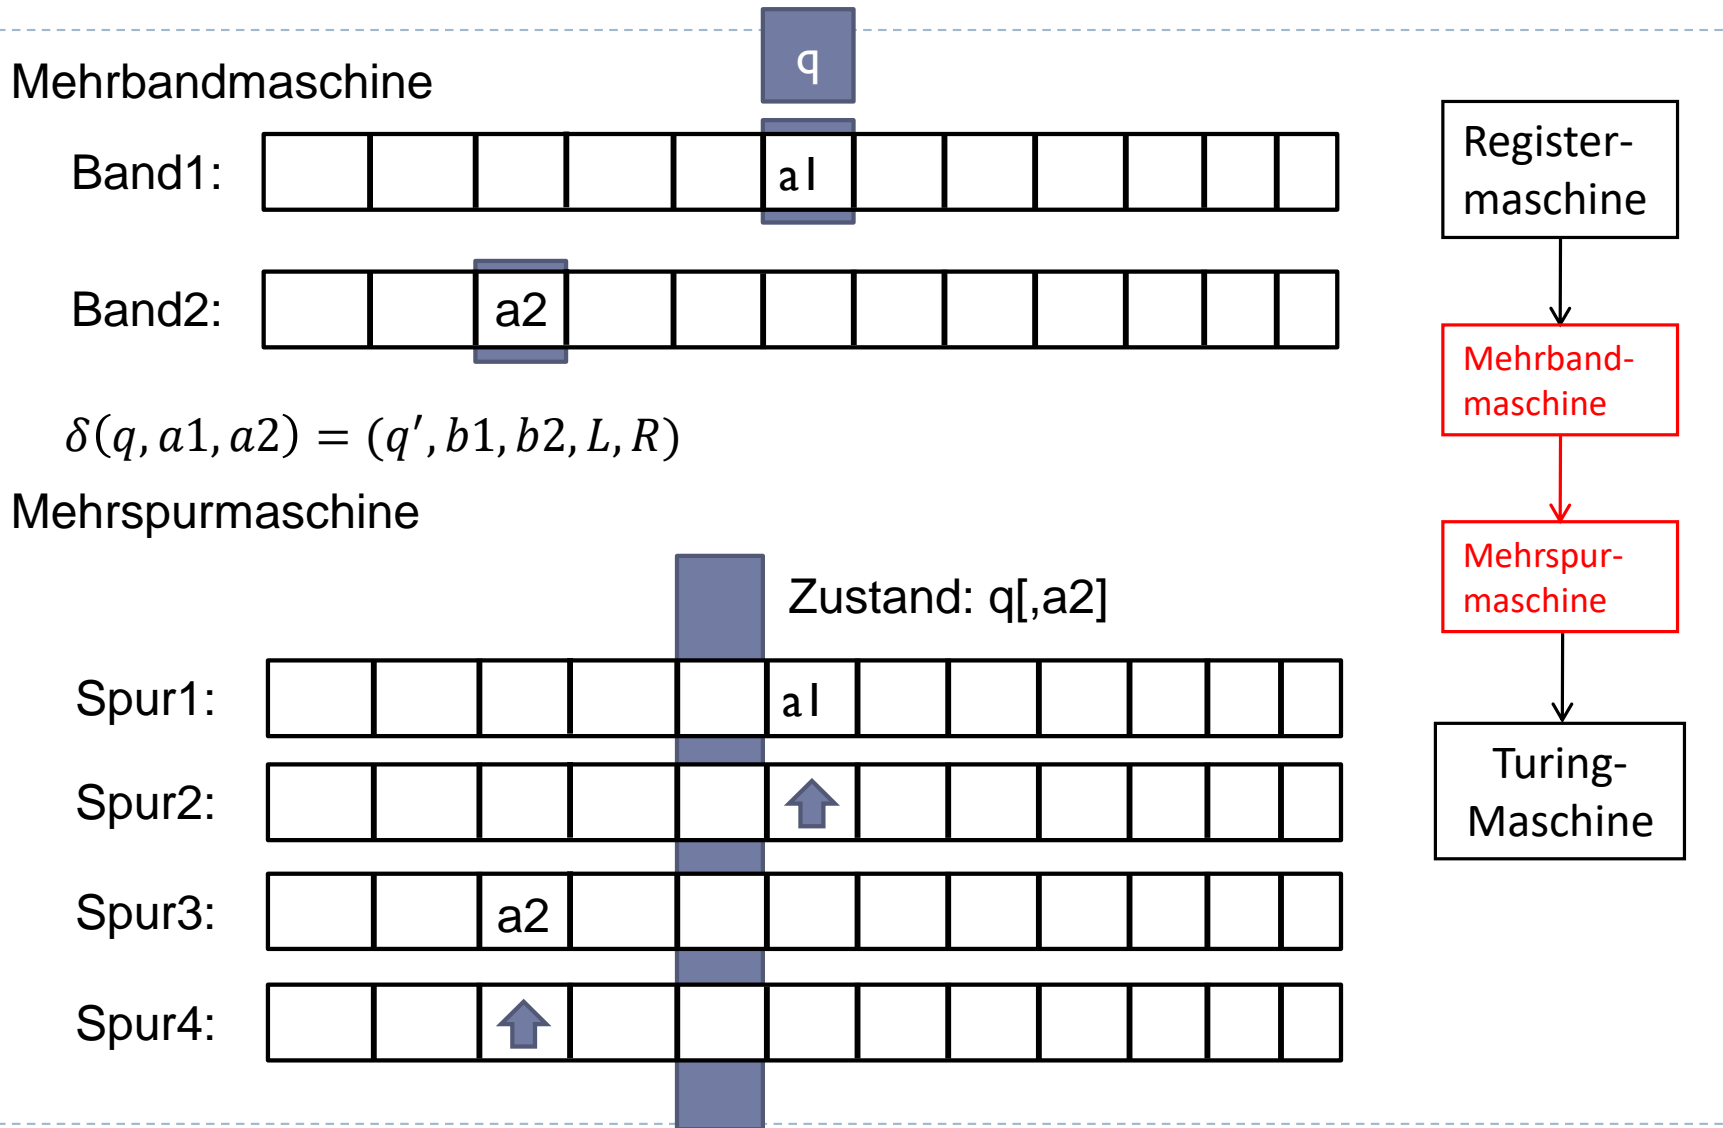 q
Mehrbandmaschine
Band1:
a1
Band2:
a2
δ(q, a1, a2) = (q′, b1, b2, L, R)
Mehrspurmaschine
Zustand: q[,a2]
Spur1:
a1
Spur2:
Spur3:
a2
Spur4:
Register-
maschine
Mehrband-
maschine
Mehrspur-
maschine
Turing-
Maschine